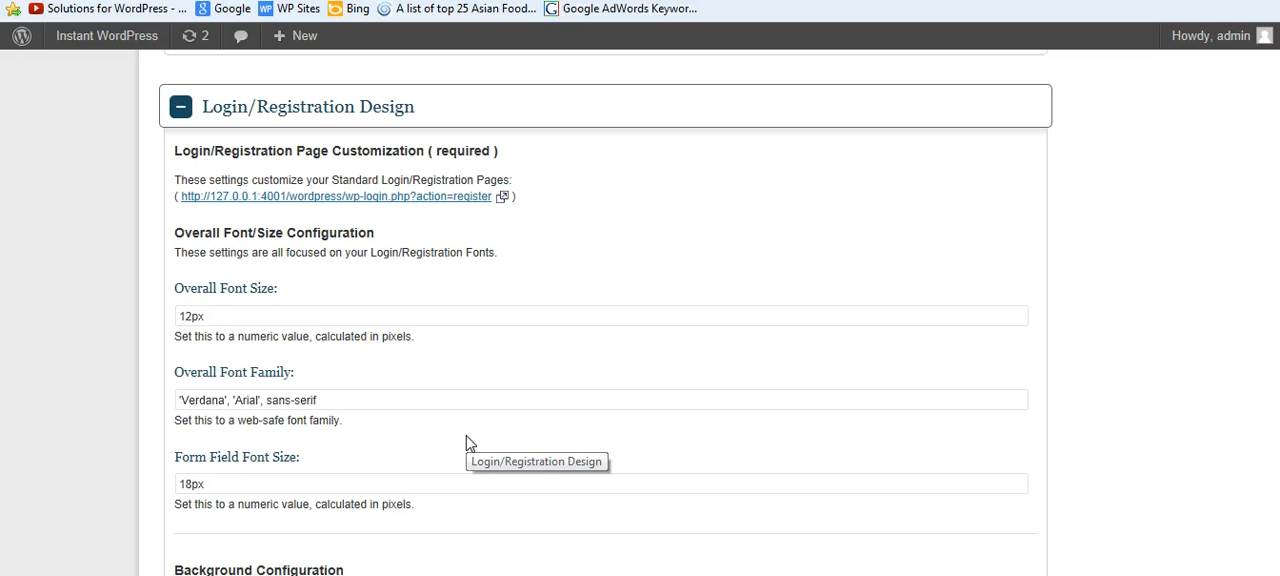 Solutions for WordPress - ... Google WP Sites Bing A list of top 25 Asian Food... Google AdWords Keywor...
Instant WordPress 2 New Howdy, admin
Login/Registration Design
Login/Registration Page Customization ( required )
These settings customize your Standard Login/Registration Pages:
( http://127.0.0.1:4001/wordpress/wp-login.php?action=register )
Overall Font/Size Configuration
These settings are all focused on your Login/Registration Fonts.
Overall Font Size:
12px
Set this to a numeric value, calculated in pixels.
Overall Font Family:
'Verdana', 'Arial', sans-serif
Set this to a web-safe font family.
Form Field Font Size:
Login/Registration Design
18px
Set this to a numeric value, calculated in pixels.
Background Configuration